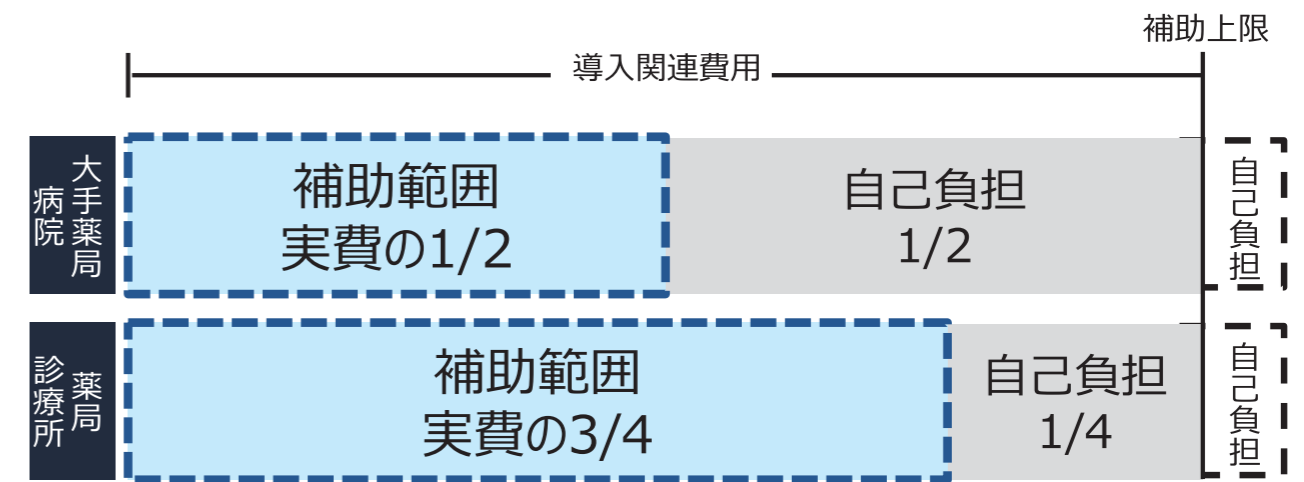 補助上限
導入関連費用
大手薬局
病院
補助範囲
実費の1/2
自己負担
1/2
自己負担
薬局
診療所
補助範囲
実費の3/4
自己負担
1/4
自己負担